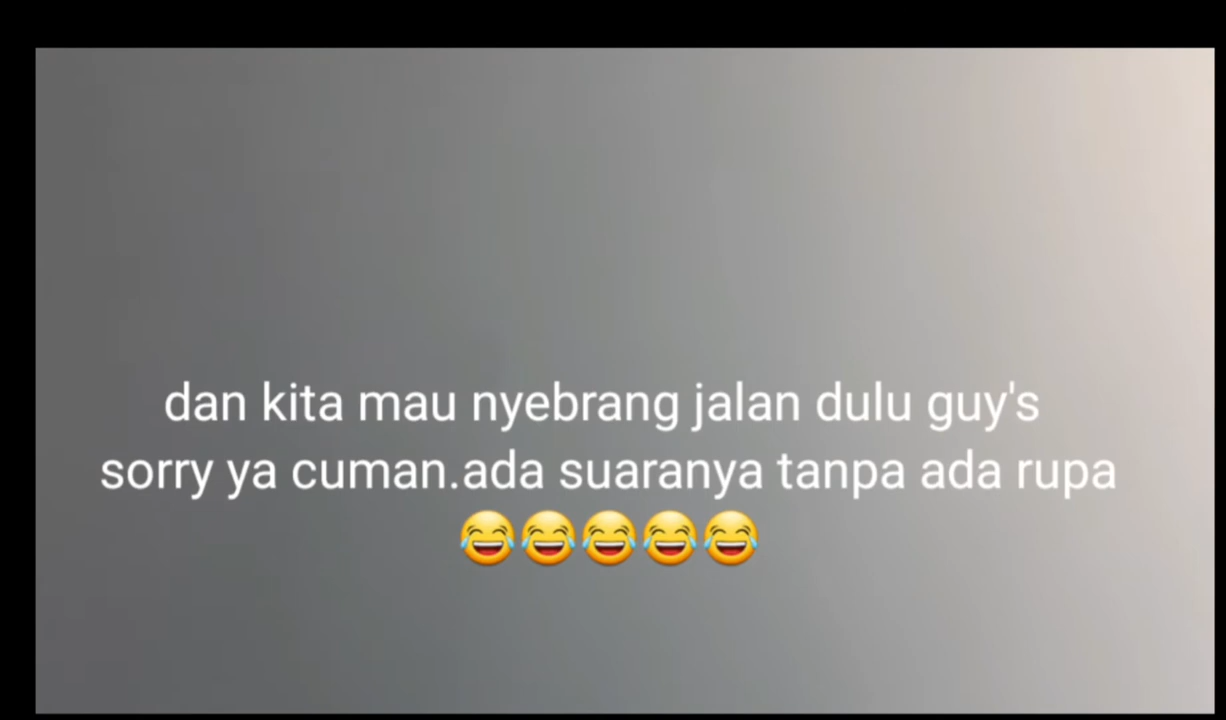 dan kita mau nyebrang jalan dulu guy's
sorry ya cuman.ada suaranya tanpa ada rupa
😂😂😂😂😂